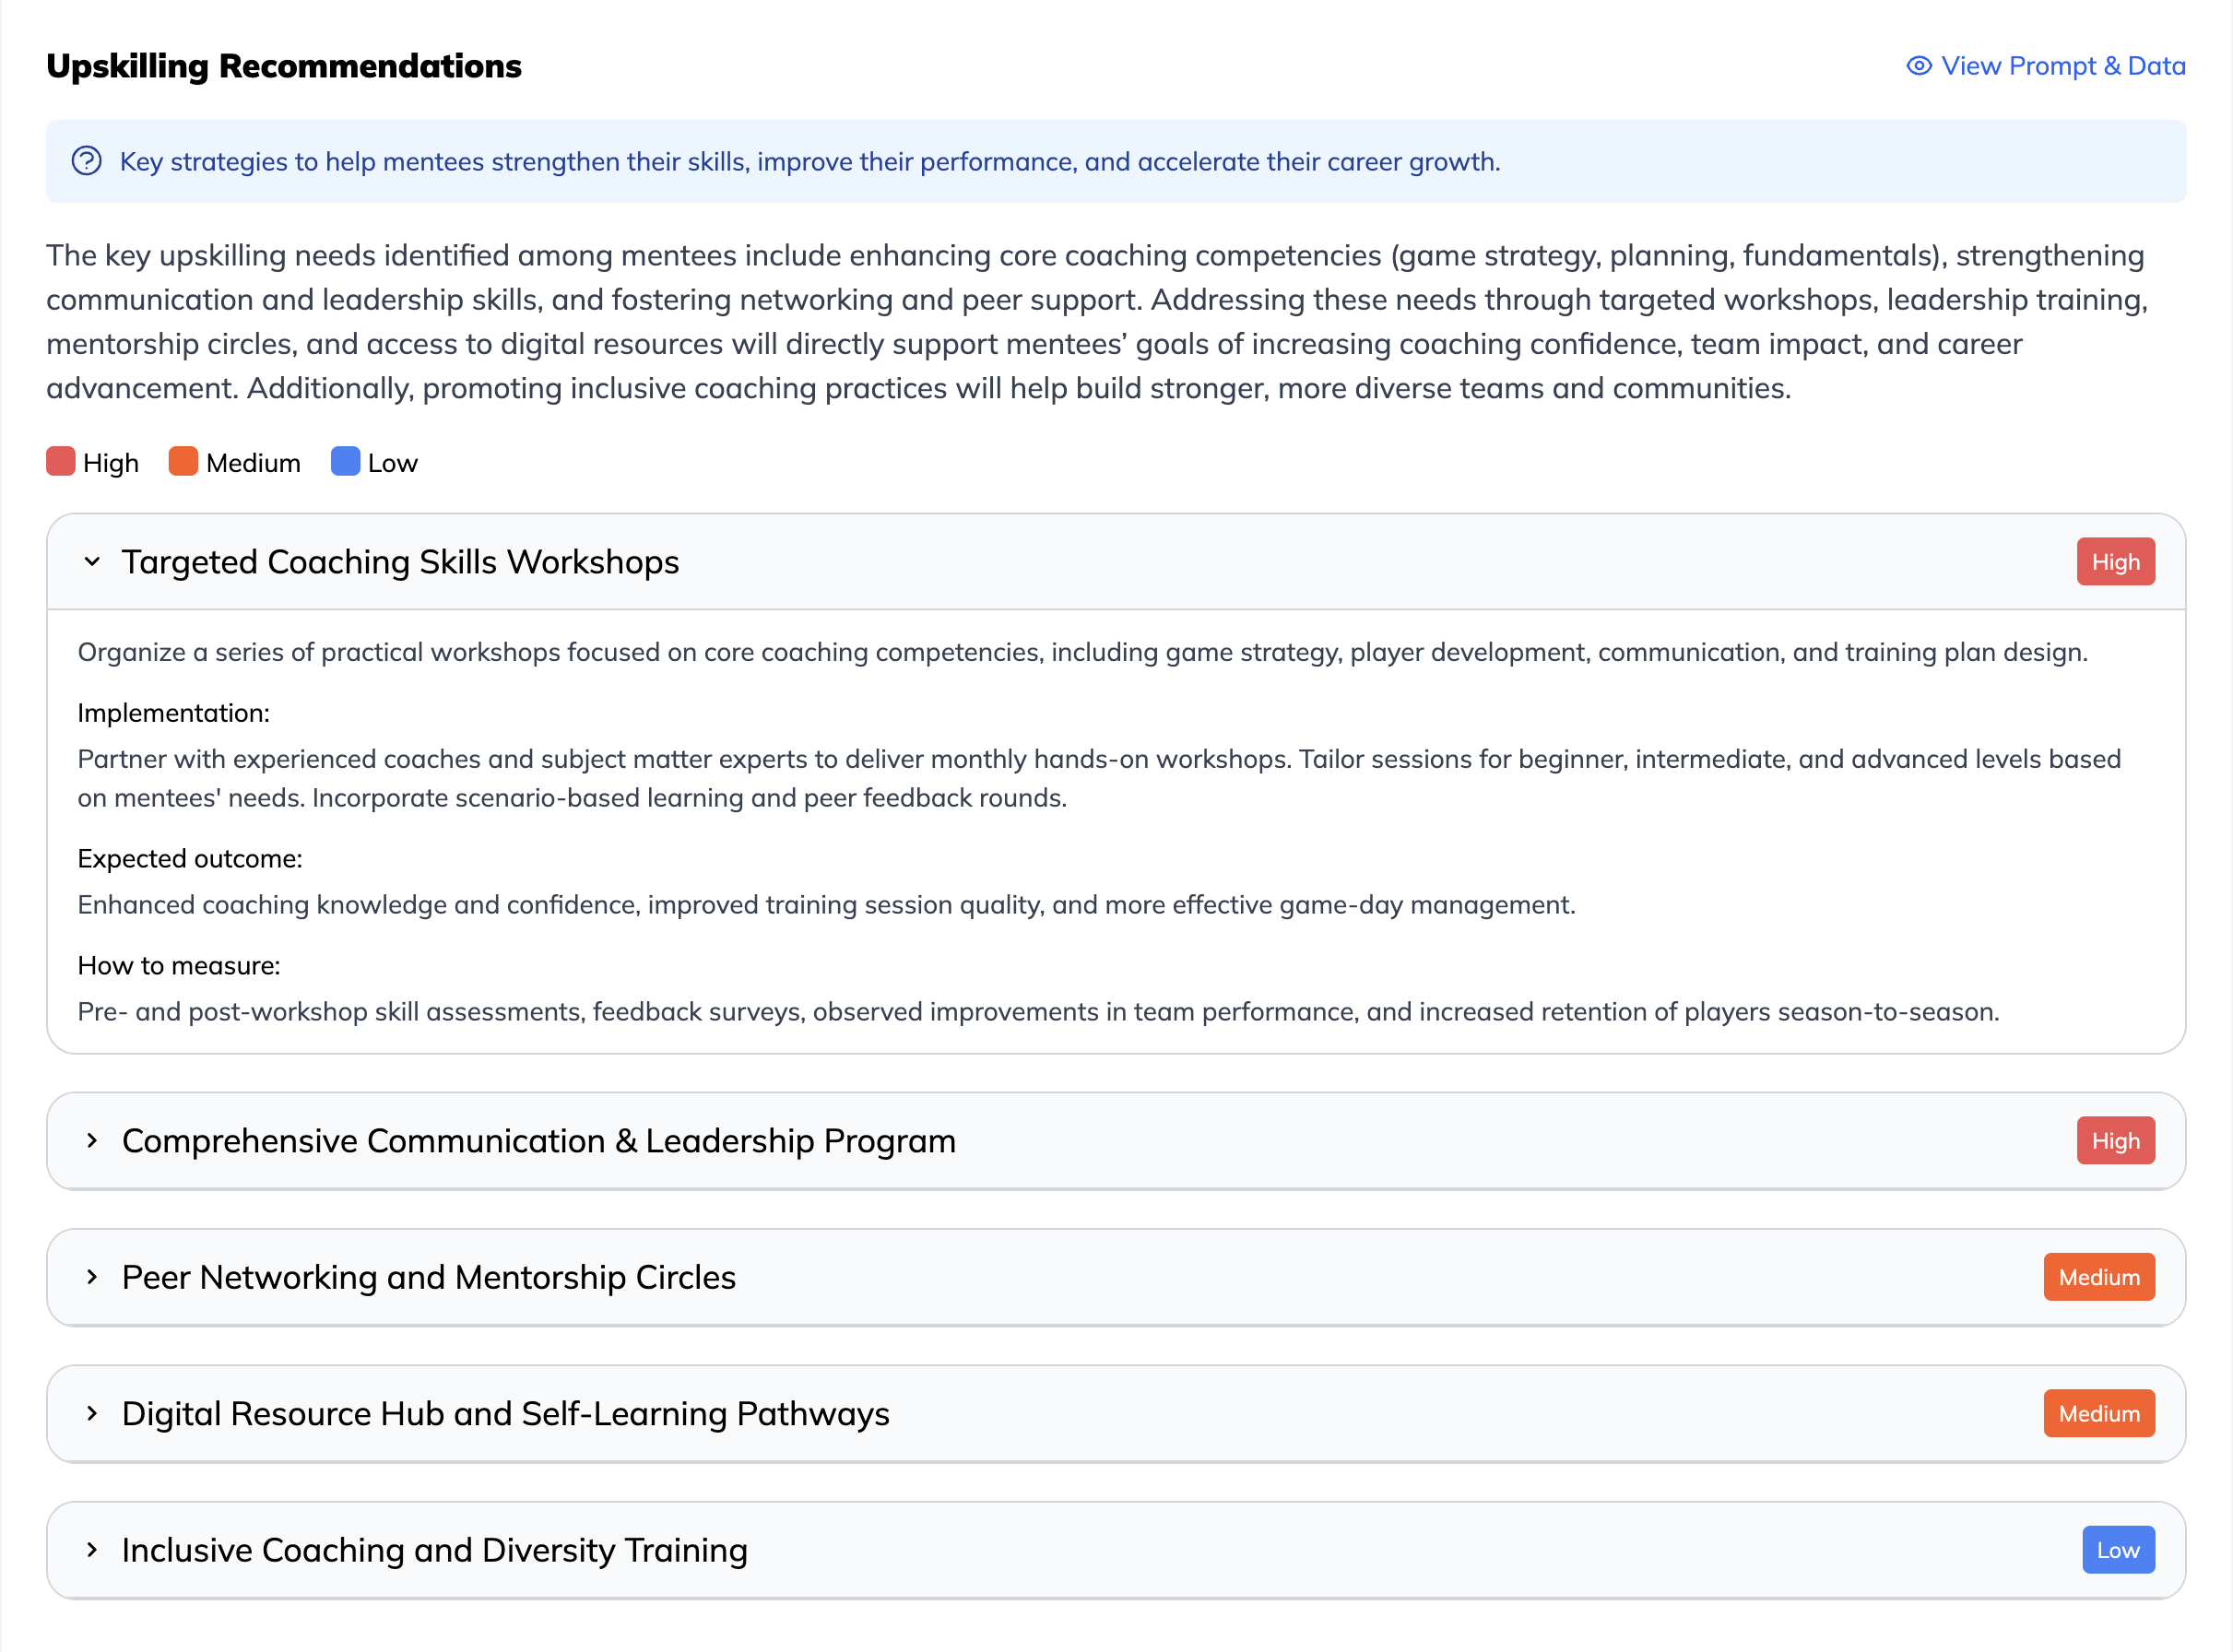 Upskilling Recommendations
View Prompt & Data
Key strategies to help mentees strengthen their skills, improve their performance, and accelerate their career growth.
The key upskilling needs identified among mentees include enhancing core coaching competencies (game strategy, planning, fundamentals), strengthening
communication and leadership skills, and fostering networking and peer support. Addressing these needs through targeted workshops, leadership training,
mentorship circles, and access to digital resources will directly support mentees’ goals of increasing coaching confidence, team impact, and career
advancement. Additionally, promoting inclusive coaching practices will help build stronger, more diverse teams and communities.
High Medium Low
Targeted Coaching Skills Workshops
High
Organize a series of practical workshops focused on core coaching competencies, including game strategy, player development, communication, and training plan design.
Implementation:
Partner with experienced coaches and subject matter experts to deliver monthly hands-on workshops. Tailor sessions for beginner, intermediate, and advanced levels based
on mentees' needs. Incorporate scenario-based learning and peer feedback rounds.
Expected outcome:
Enhanced coaching knowledge and confidence, improved training session quality, and more effective game-day management.
How to measure:
Pre- and post-workshop skill assessments, feedback surveys, observed improvements in team performance, and increased retention of players season-to-season.
Comprehensive Communication & Leadership Program
High
Peer Networking and Mentorship Circles
Medium
Digital Resource Hub and Self-Learning Pathways
Medium
Inclusive Coaching and Diversity Training
Low